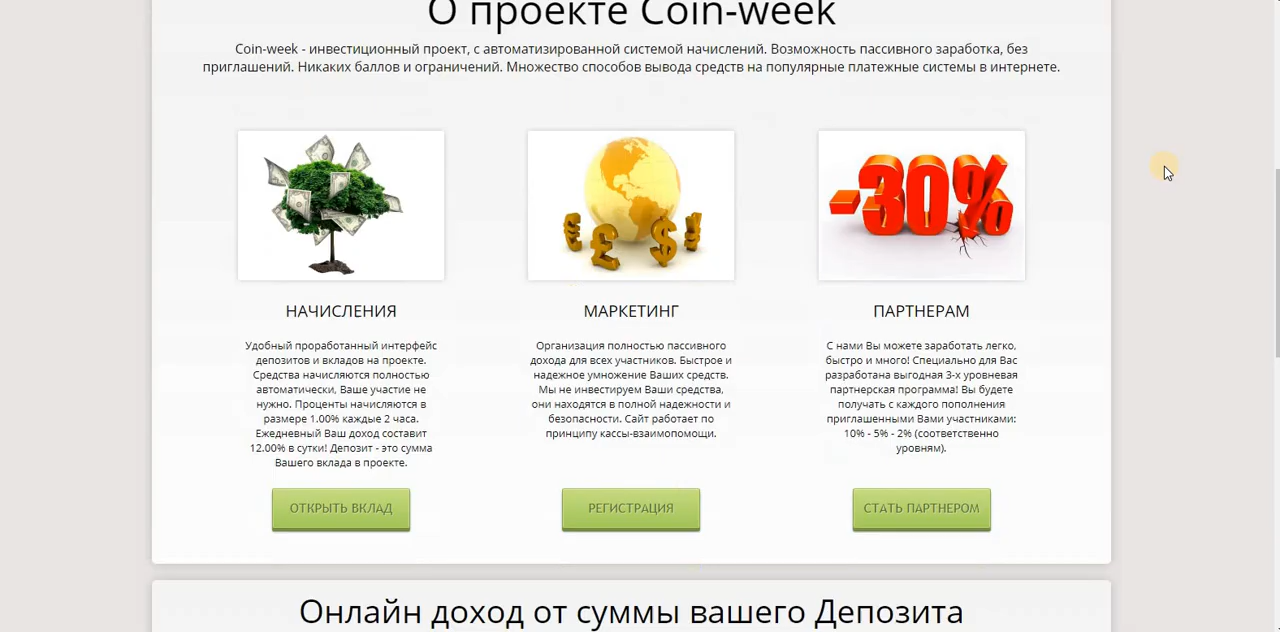 О проекте Coin-week
Coin-week - инвестиционный проект, с автоматизированной системой начислений. Возможность пассивного заработка, без
приглашений. Никаких баллов и ограничений. Множество способов вывода средств на популярные платежные системы в интернете.
-30%
НАЧИСЛЕНИЯ
Удобный проработанный интерфейс
депозитов и вкладов на проекте.
Средства начисляются полностью
автоматически, Ваше участие не
нужно. Проценты начисляются в
размере 1.00% каждые 2 часа.
Ежедневный Ваш доход составит
12.00% в сутки! Депозит - это сумма
Вашего вклада в проекте.
ОТКРЫТЬ ВКЛАД
МАРКЕТИНГ
Организация полностью пассивного
дохода для всех участников. Быстрое и
надежное умножение Ваших средств.
Мы не инвестируем Ваши средства,
они находятся в полной надежности и
безопасности. Сайт работает по
принципу кассы-взаимопомощи.
РЕГИСТРАЦИЯ
ПАРТНЕРАМ
С нами Вы можете заработать легко,
быстро и много! Специально для Вас
разработана выгодная 3-х уровневая
партнерская программа! Вы будете
получать с каждого пополнения
приглашенными Вами участниками:
10% - 5% - 2% (соответственно
уровням).
СТАТЬ ПАРТНЕРОМ
Онлайн доход от суммы вашего Депозита